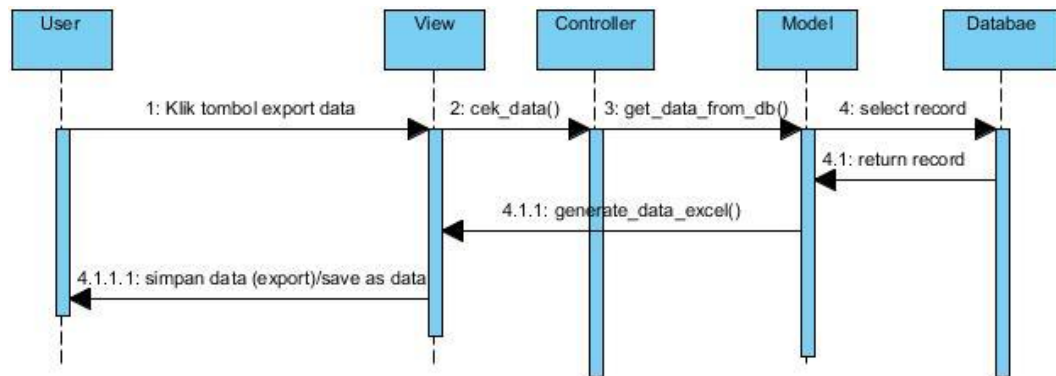 User
View
Controller
Model
Databae
1: Klik tombol export data
2: cek_data()
3: get_data_from_db()
4: select record
4.1: return record
4.1.1: generate_data_excel()
4.1.1.1: simpan data (export)/save as data